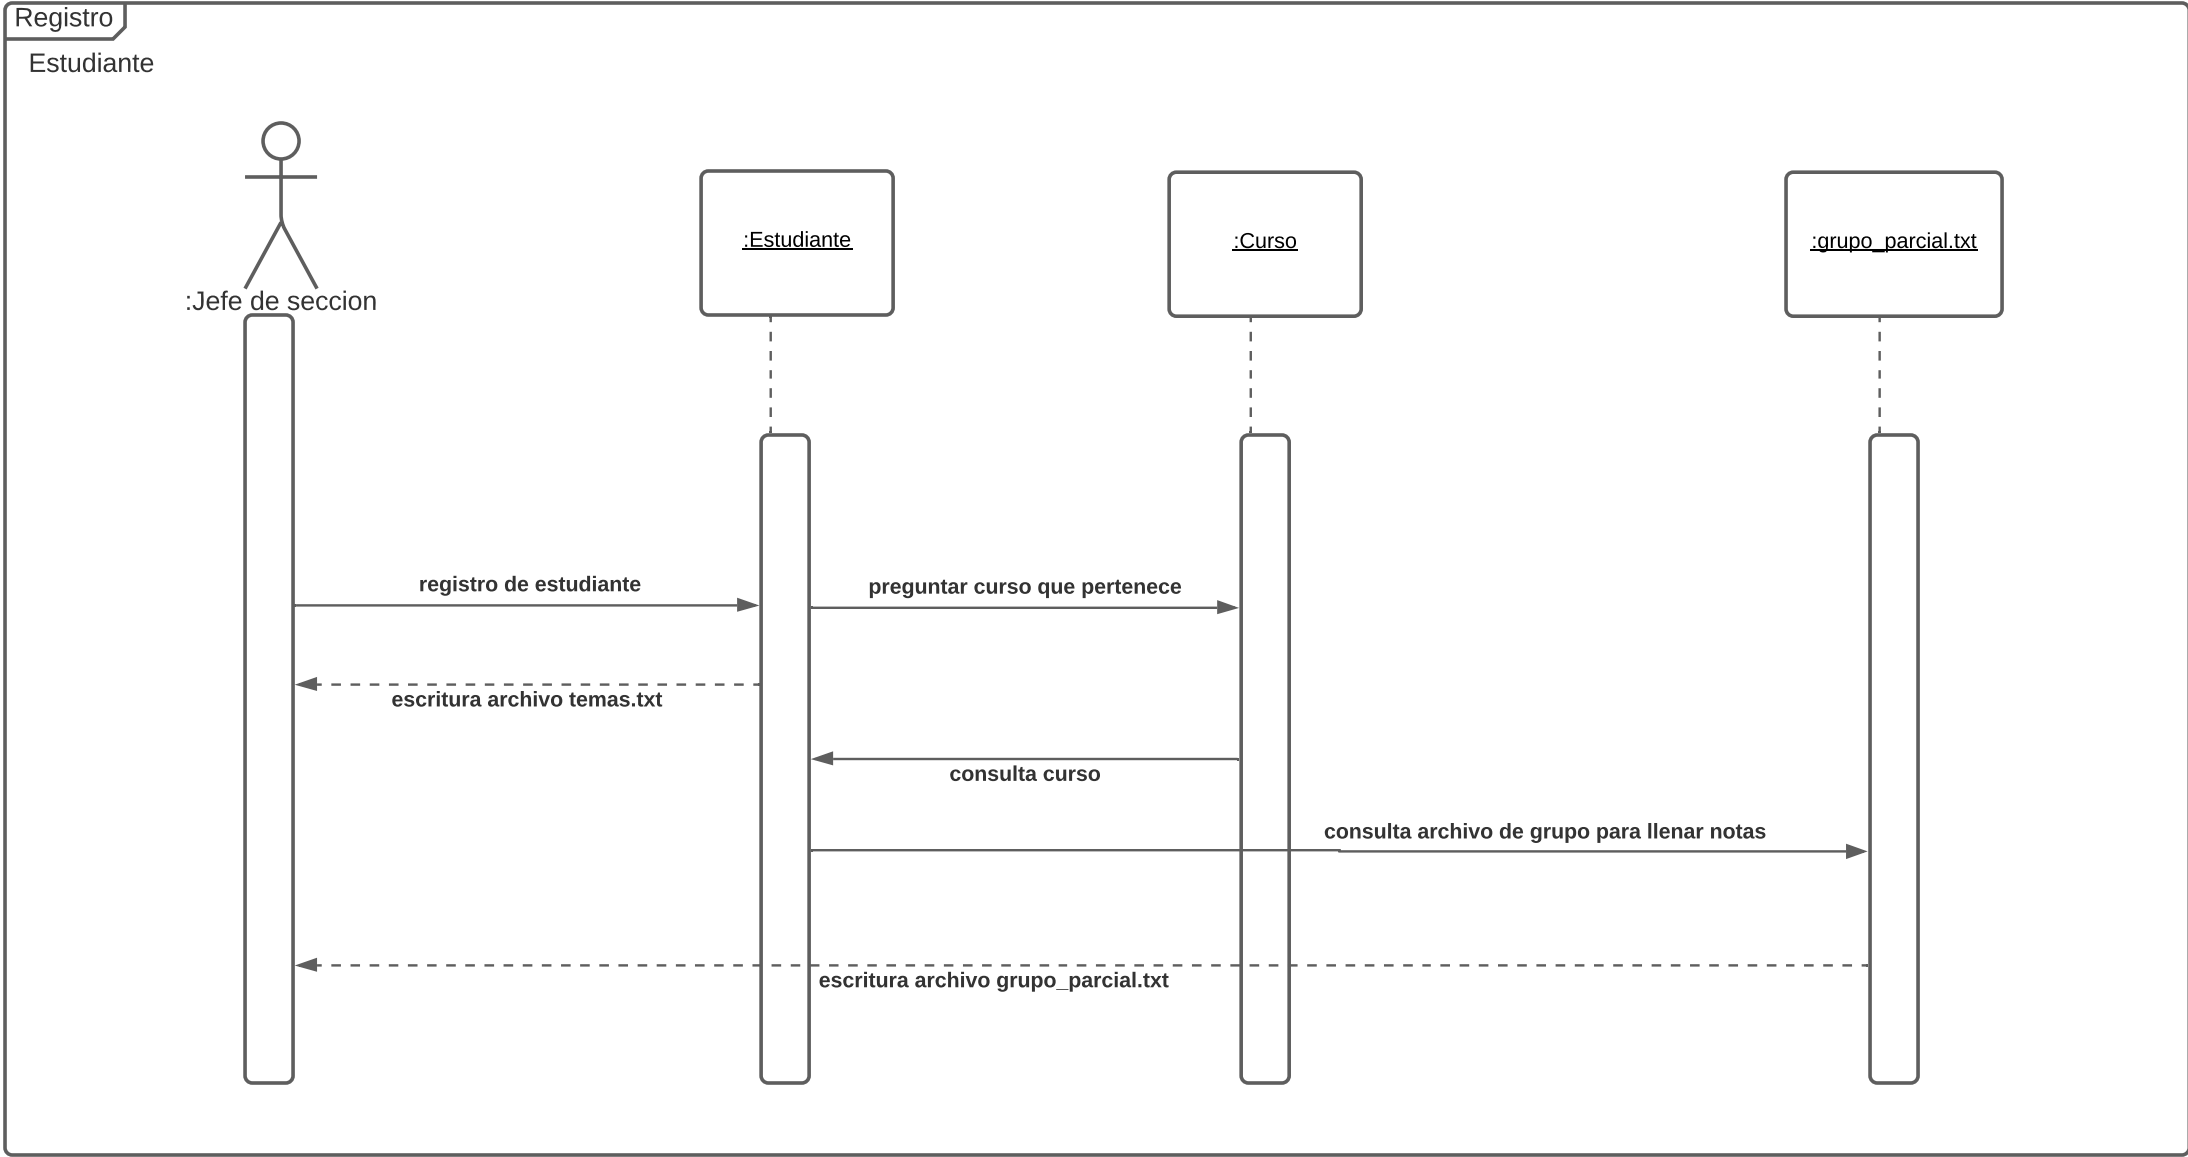 Registro
Estudiante
:Jefe de seccion
:Estudiante
:Curso
:grupo_parcial.txt
registro de estudiante
preguntar curso que pertenece
escritura archivo temas.txt
consulta curso
consulta archivo de grupo para llenar notas
escritura archivo grupo_parcial.txt